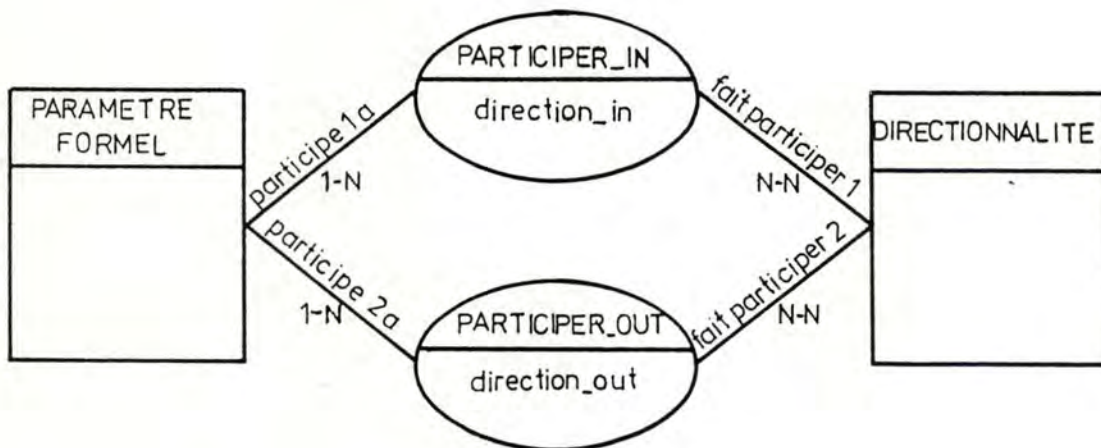 PARTICIPER_IN
direction_in
PARAMETRE
FORMEL
DIRECTIONNALITE
participe 1a
1-N
fait participer 1
N-N
participe 2a
1-N
fait participer 2
N-N
PARTICIPER_OUT
direction_out